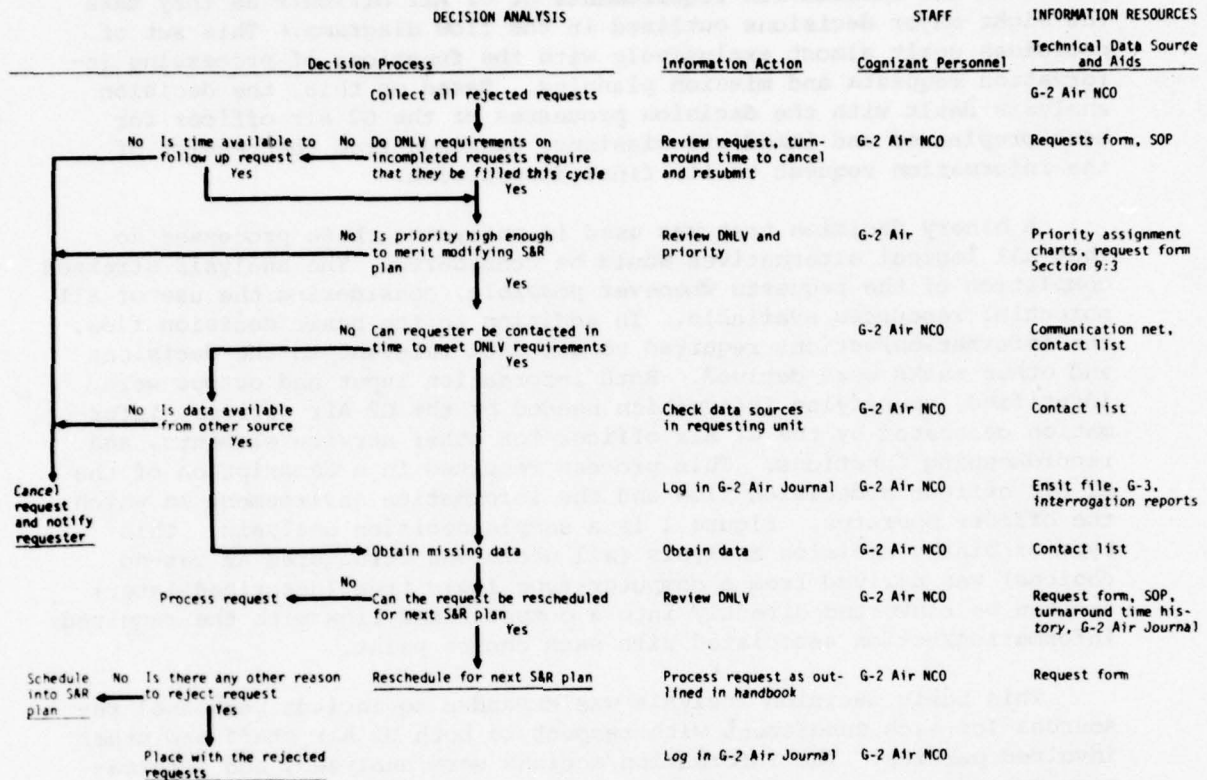 DECISION ANALYSIS STAFF INFORMATION RESOURCES
Decision Process Information Action Cognizant Personnel Technical Data Source
and Aids
Collect all rejected requests G-2 Air NCO
No Is time available to No Do DNLV requirements on Review request, turn- G-2 Air NCO Requests form, SOP
follow up request incompleted requests require around time to cancel
Yes that they be filled this cycle and resubmit
Yes
No Is priority high enough Review DNLV and G-2 Air Priority assignment
to merit modifying S&R priority charts, request form
plan Section 9:3
Yes
No Can requester be contacted in G-2 Air NCO Communication net,
time to meet DNLV requirements contact list
Yes
No Is data available Check data sources G-2 Air NCO Contact list
from other source in requesting unit
Yes
Cancel Log in G-2 Air Journal G-2 Air NCO Ensit file, G-3,
request interrogation reports
and notify
requester
Obtain missing data Obtain data G-2 Air NCO Contact list
No
Process request Can the request be rescheduled Review DNLV G-2 Air NCO Request form, SOP,
for next S&R plan turnaround time his-
Yes tory, G-2 Air Journal
Schedule No Is there any other reason Reschedule for next S&R plan Process request as out- G-2 Air NCO Request form
into S&R to reject request lined in handbook
plan Yes
Place with the rejected Log in G-2 Air Journal G-2 Air NCO
requests